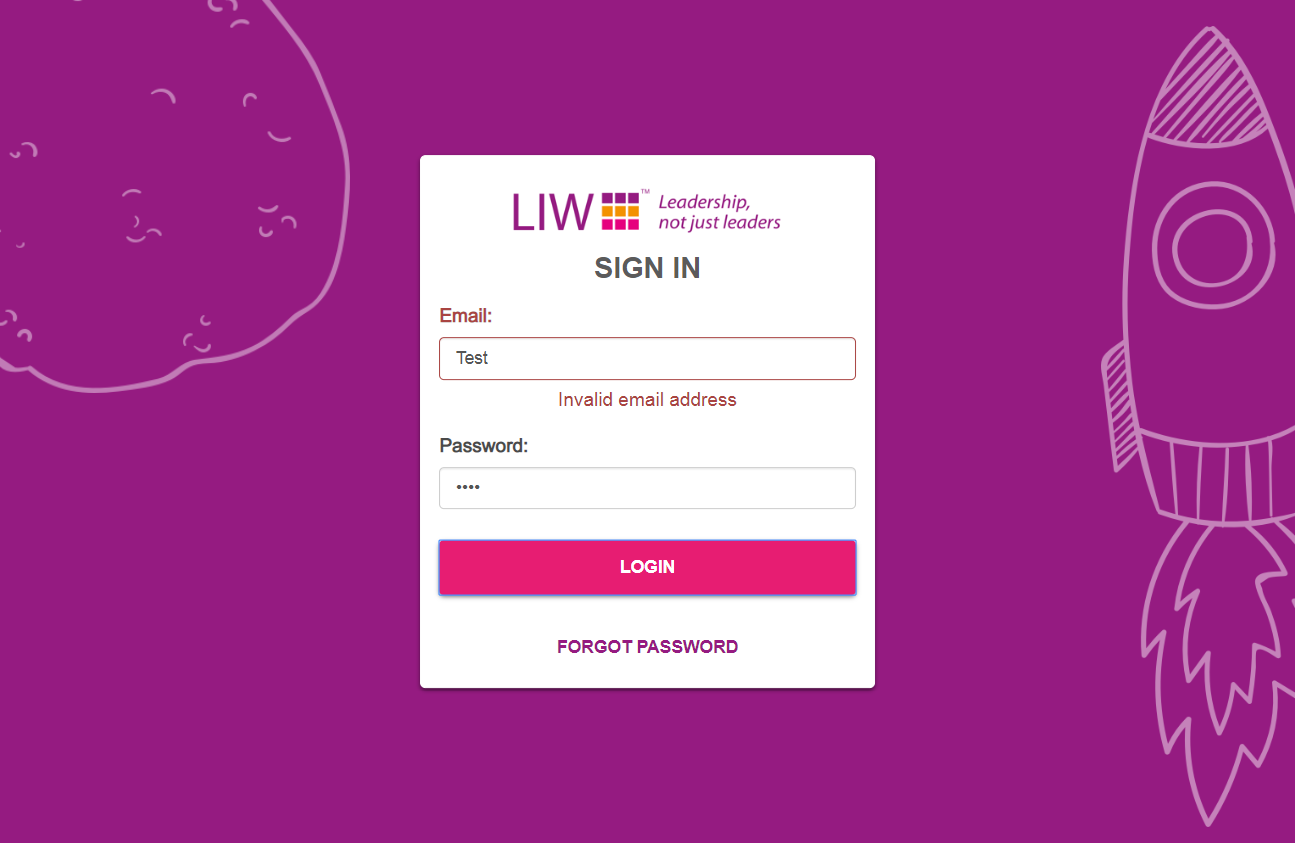 LIW™ Leadership,
not just leaders
SIGN IN
Email:
Test
Invalid email address
Password:
••••
LOGIN
FORGOT PASSWORD